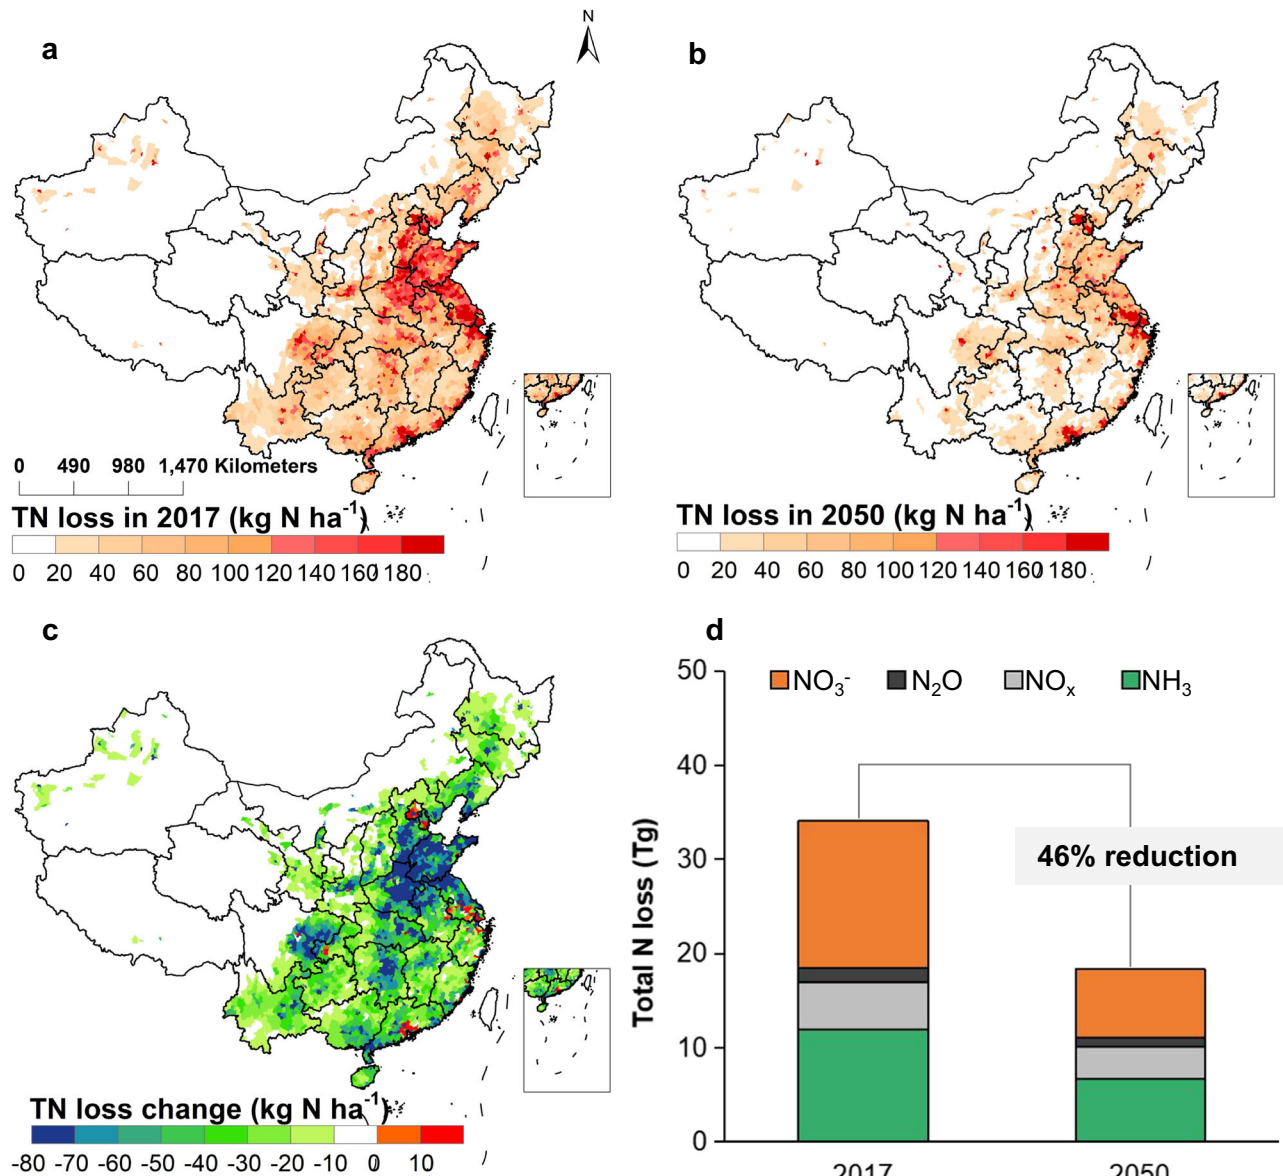 N
a
b
0 490 980 1,470 Kilometers
TN loss in 2017 (kg N ha⁻¹)
0 20 40 60 80 100 120 140 160 180
TN loss in 2050 (kg N ha⁻¹)
0 20 40 60 80 100 120 140 160 180
c
TN loss change (kg N ha⁻¹)
-80 -70 -60 -50 -40 -30 -20 -10 0 10
d
NO₃⁻ N₂O NOₓ NH₃
Total N loss (Tg)
50
40
30
20
10
0
46% reduction
2017 2050